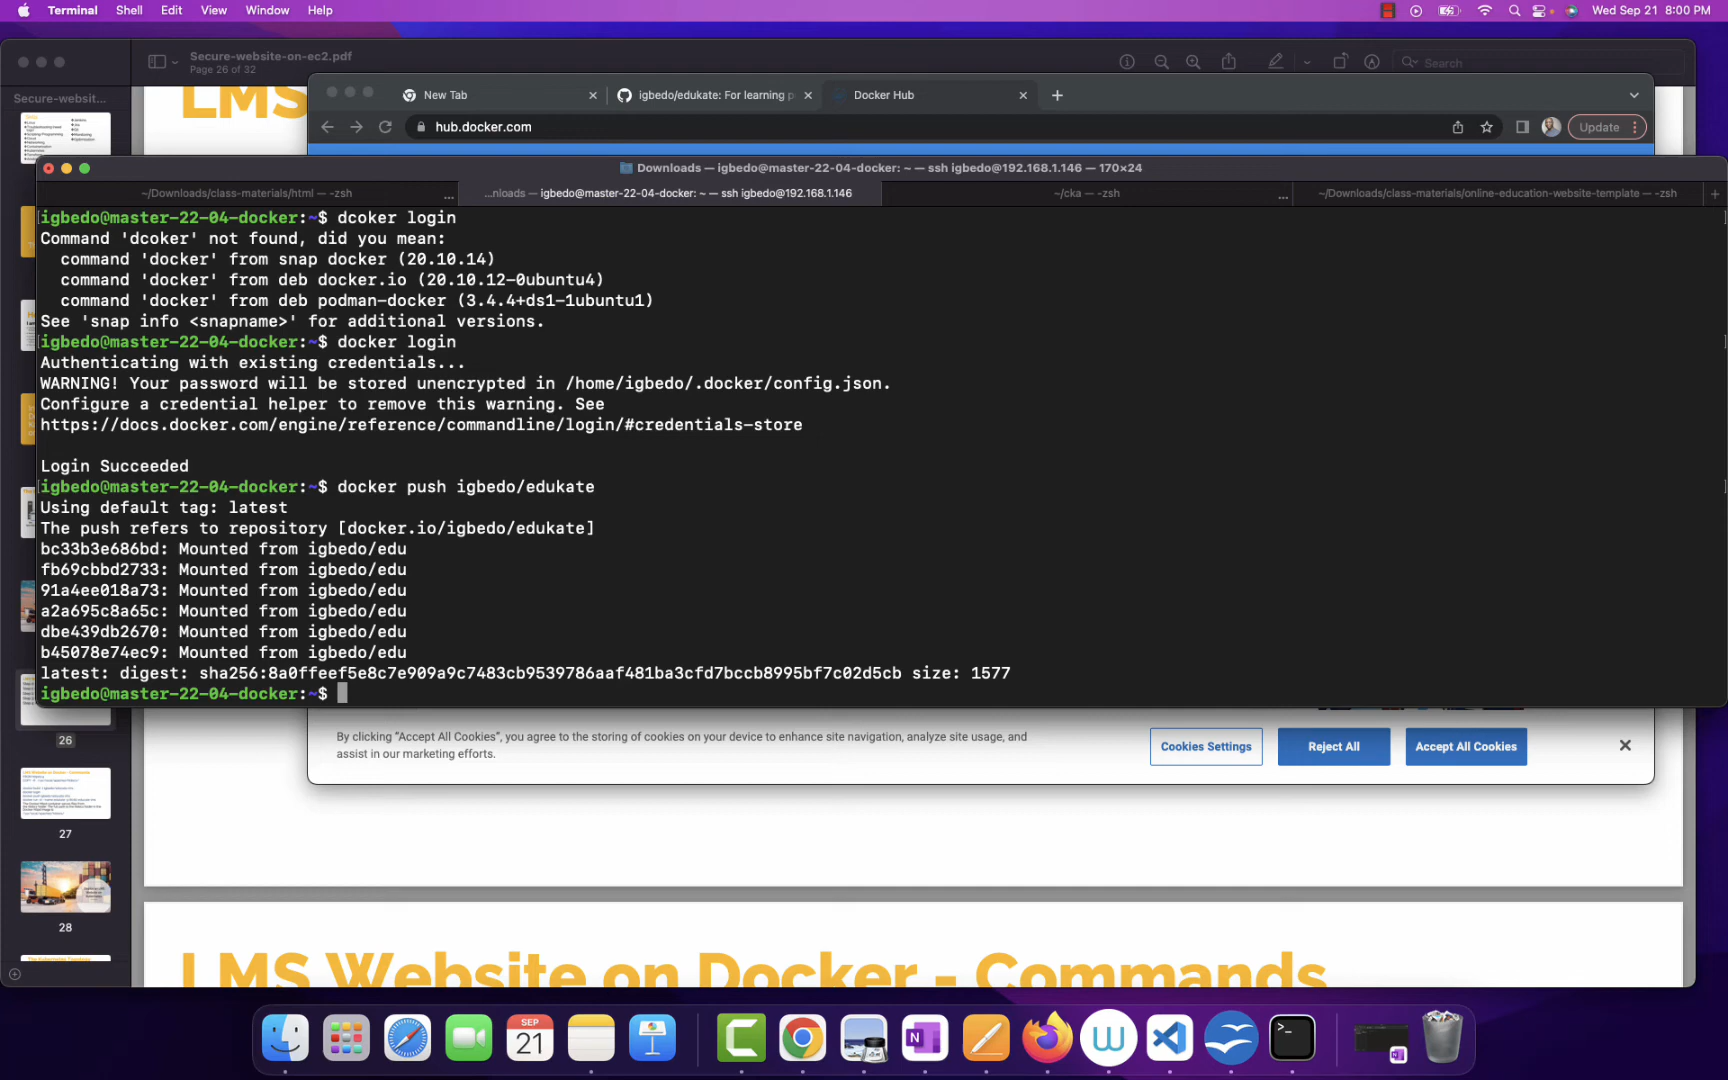 Terminal Shell Edit View Window Help
Wed Sep 21 8:00 PM
Secure-website-on-ec2.pdf
Page 26 of 32
Search
Secure-websit...
LMS
New Tab
igbedo/edukate: For learning p
Docker Hub
hub.docker.com
Update
Downloads — igbedo@master-22-04-docker: ~ — ssh igbedo@192.168.1.146 — 170×24
~/Downloads/class-materials/html — -zsh
...nloads — igbedo@master-22-04-docker: ~ — ssh igbedo@192.168.1.146
~/cka — -zsh
~/Downloads/class-materials/online-education-website-template — -zsh
igbedo@master-22-04-docker:~$ dcoker login
Command 'dcoker' not found, did you mean:
command 'docker' from snap docker (20.10.14)
command 'docker' from deb docker.io (20.10.12-0ubuntu4)
command 'docker' from deb podman-docker (3.4.4+ds1-1ubuntu1)
See 'snap info <snapname>' for additional versions.
igbedo@master-22-04-docker:~$ docker login
Authenticating with existing credentials...
WARNING! Your password will be stored unencrypted in /home/igbedo/.docker/config.json.
Configure a credential helper to remove this warning. See
https://docs.docker.com/engine/reference/commandline/login/#credentials-store
Login Succeeded
igbedo@master-22-04-docker:~$ docker push igbedo/edukate
Using default tag: latest
The push refers to repository [docker.io/igbedo/edukate]
bc33b3e686bd: Mounted from igbedo/edu
fb69cbbd2733: Mounted from igbedo/edu
91a4ee018a73: Mounted from igbedo/edu
a2a695c8a65c: Mounted from igbedo/edu
dbe439db2670: Mounted from igbedo/edu
b45078e74ec9: Mounted from igbedo/edu
latest: digest: sha256:8a0ffeef5e8c7e909a9c7483cb9539786aaf481ba3cfd7bccb8995bf7c02d5cb size: 1577
igbedo@master-22-04-docker:~$
By clicking “Accept All Cookies”, you agree to the storing of cookies on your device to enhance site navigation, analyze site usage, and
assist in our marketing efforts.
Cookies Settings
Reject All
Accept All Cookies
26
27
28
LMS Website on Docker - Commands
SEP
21